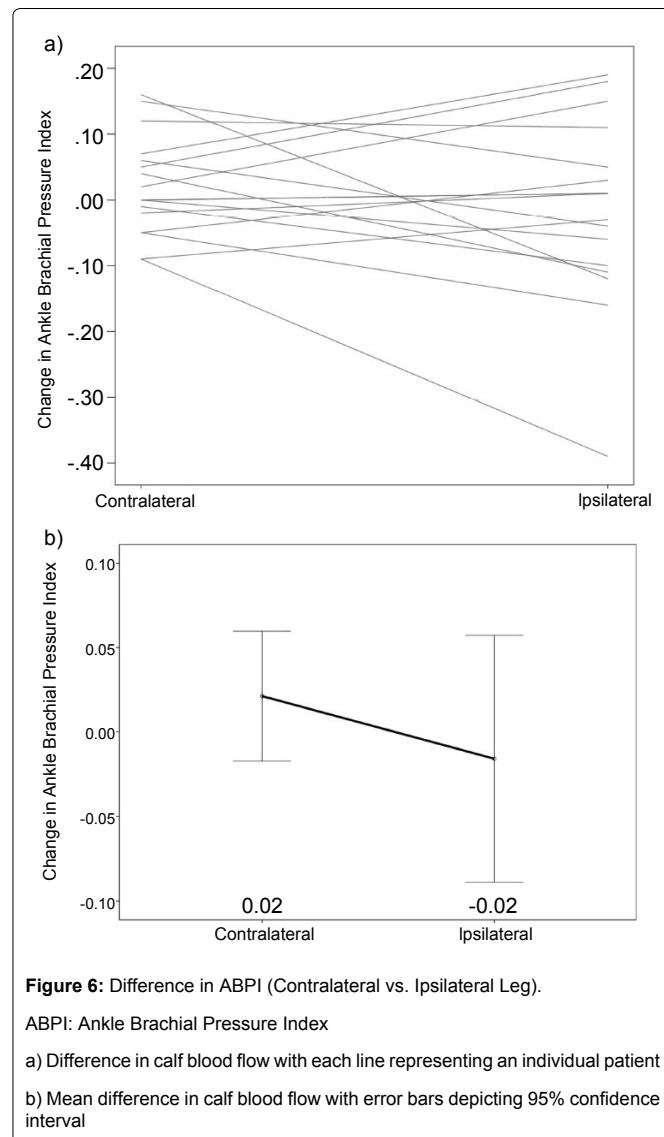 a)
Change in Ankle Brachial Pressure Index
.20
.10
.00
-.10
-.20
-.30
-.40
Contralateral
Ipsilateral
b)
Change in Ankle Brachial Pressure Index
0.10
0.05
0.00
-0.05
-0.10
0.02
-0.02
Contralateral
Ipsilateral
Figure 6: Difference in ABPI (Contralateral vs. Ipsilateral Leg).
ABPI: Ankle Brachial Pressure Index
a) Difference in calf blood flow with each line representing an individual patient
b) Mean difference in calf blood flow with error bars depicting 95% confidence
interval